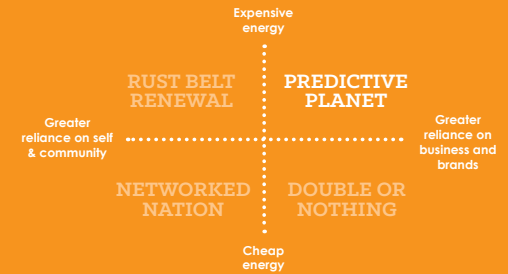 Expensive
energy
RUST BELT
RENEWAL
PREDICTIVE
PLANET
Greater
reliance on self
& community
Greater
reliance on
business and
brands
NETWORKED
NATION
DOUBLE OR
NOTHING
Cheap
energy